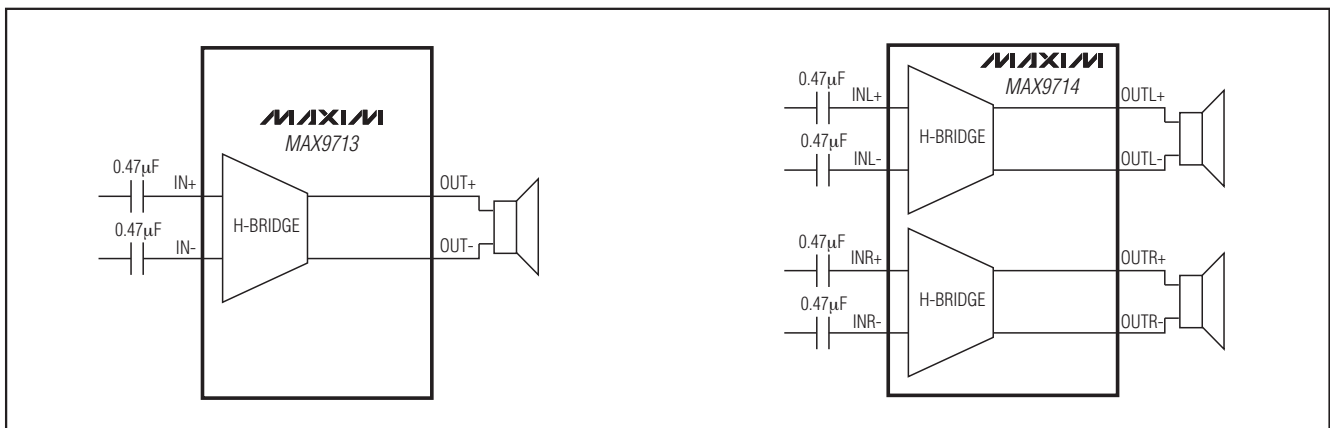 MAXIM
MAX9713
0.47μF
IN+
OUT+
0.47μF
H-BRIDGE
IN-
OUT-
MAXIM
MAX9714
0.47μF
INL+
OUTL+
0.47μF
H-BRIDGE
INL-
OUTL-
0.47μF
INR+
OUTR+
0.47μF
H-BRIDGE
INR-
OUTR-